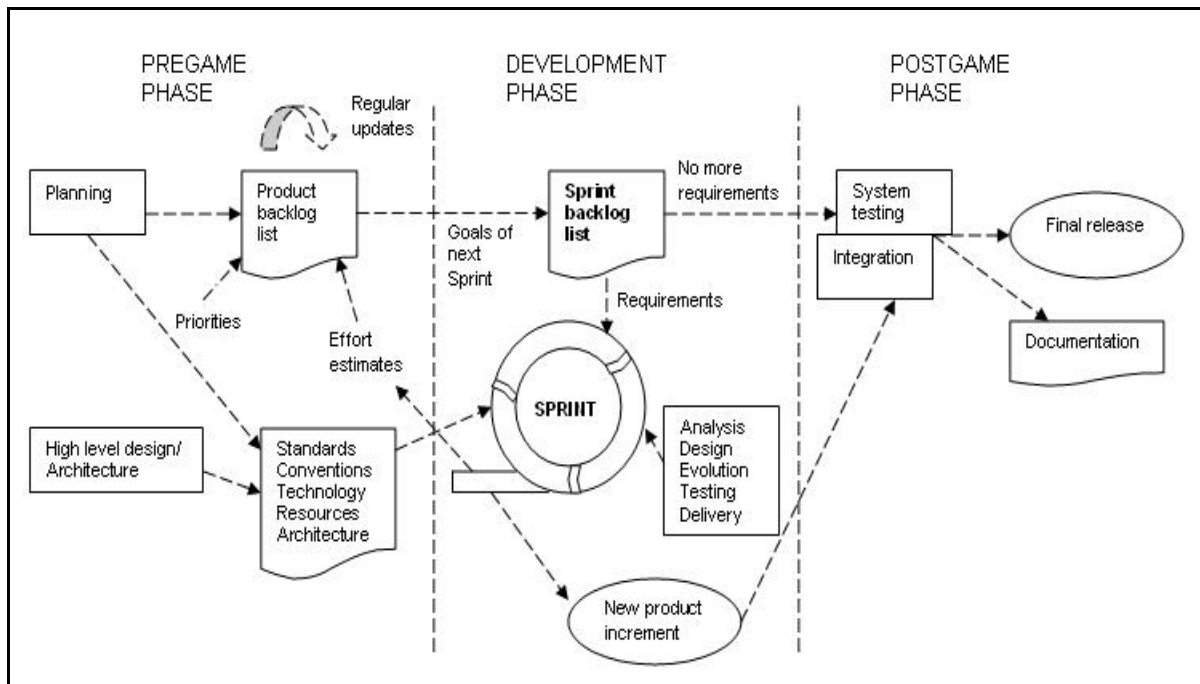 PREGAME
PHASE
DEVELOPMENT
PHASE
POSTGAME
PHASE
Regular
updates
Planning
Product
backlog
list
Goals of
next
Sprint
Sprint
backlog
list
No more
requirements
System
testing
Integration
Final release
Documentation
Priorities
Effort
estimates
Requirements
SPRINT
High level design/
Architecture
Standards
Conventions
Technology
Resources
Architecture
Analysis
Design
Evolution
Testing
Delivery
New product
increment